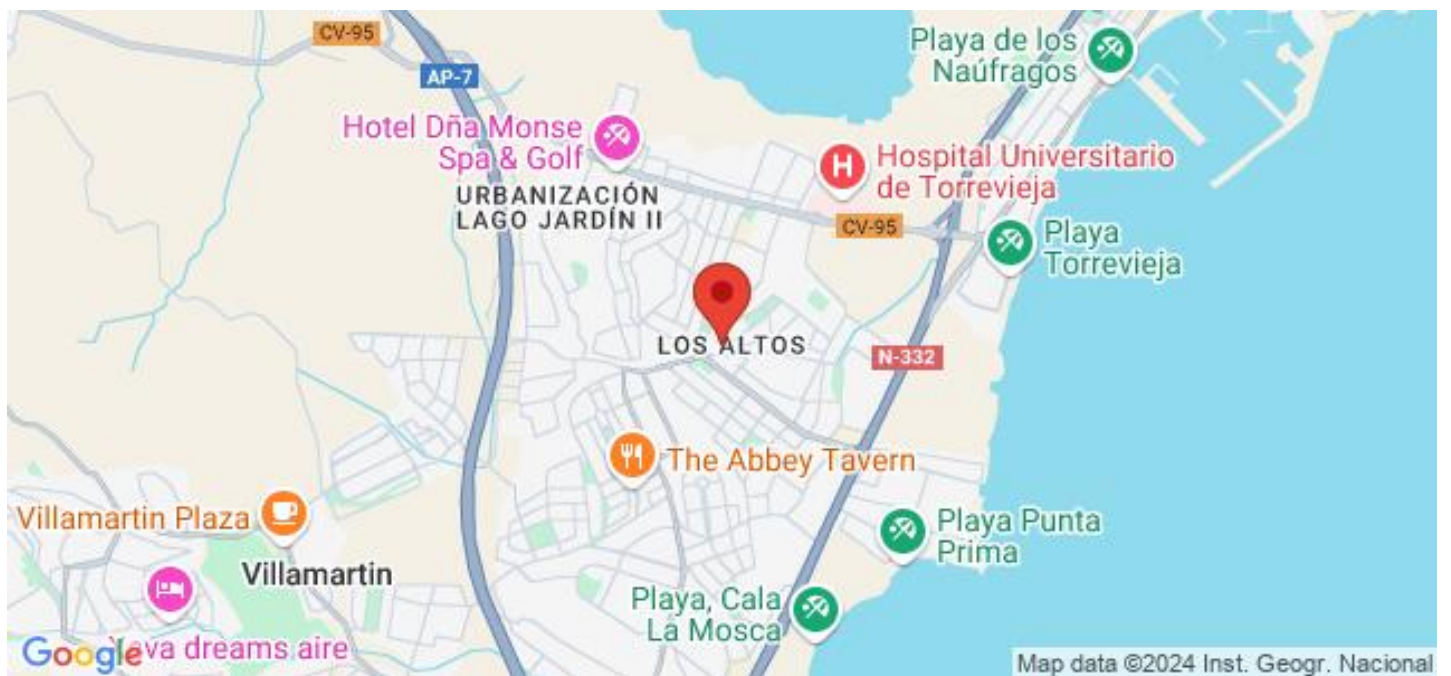 CV-95
Playa de los
Naúfragos
AP-7
Hotel Dña Monse
Spa & Golf
H
Hospital Universitario
de Torrevieja
URBANIZACIÓN
LAGO JARDÍN II
CV-95
Playa
Torrevieja
LOS ALTOS
N-332
The Abbey Tavern
Villamartin Plaza
Playa Punta
Prima
Villamartin
Playa, Cala
La Mosca
dreams aire
Google
Map data ©2024 Inst. Geogr. Nacional